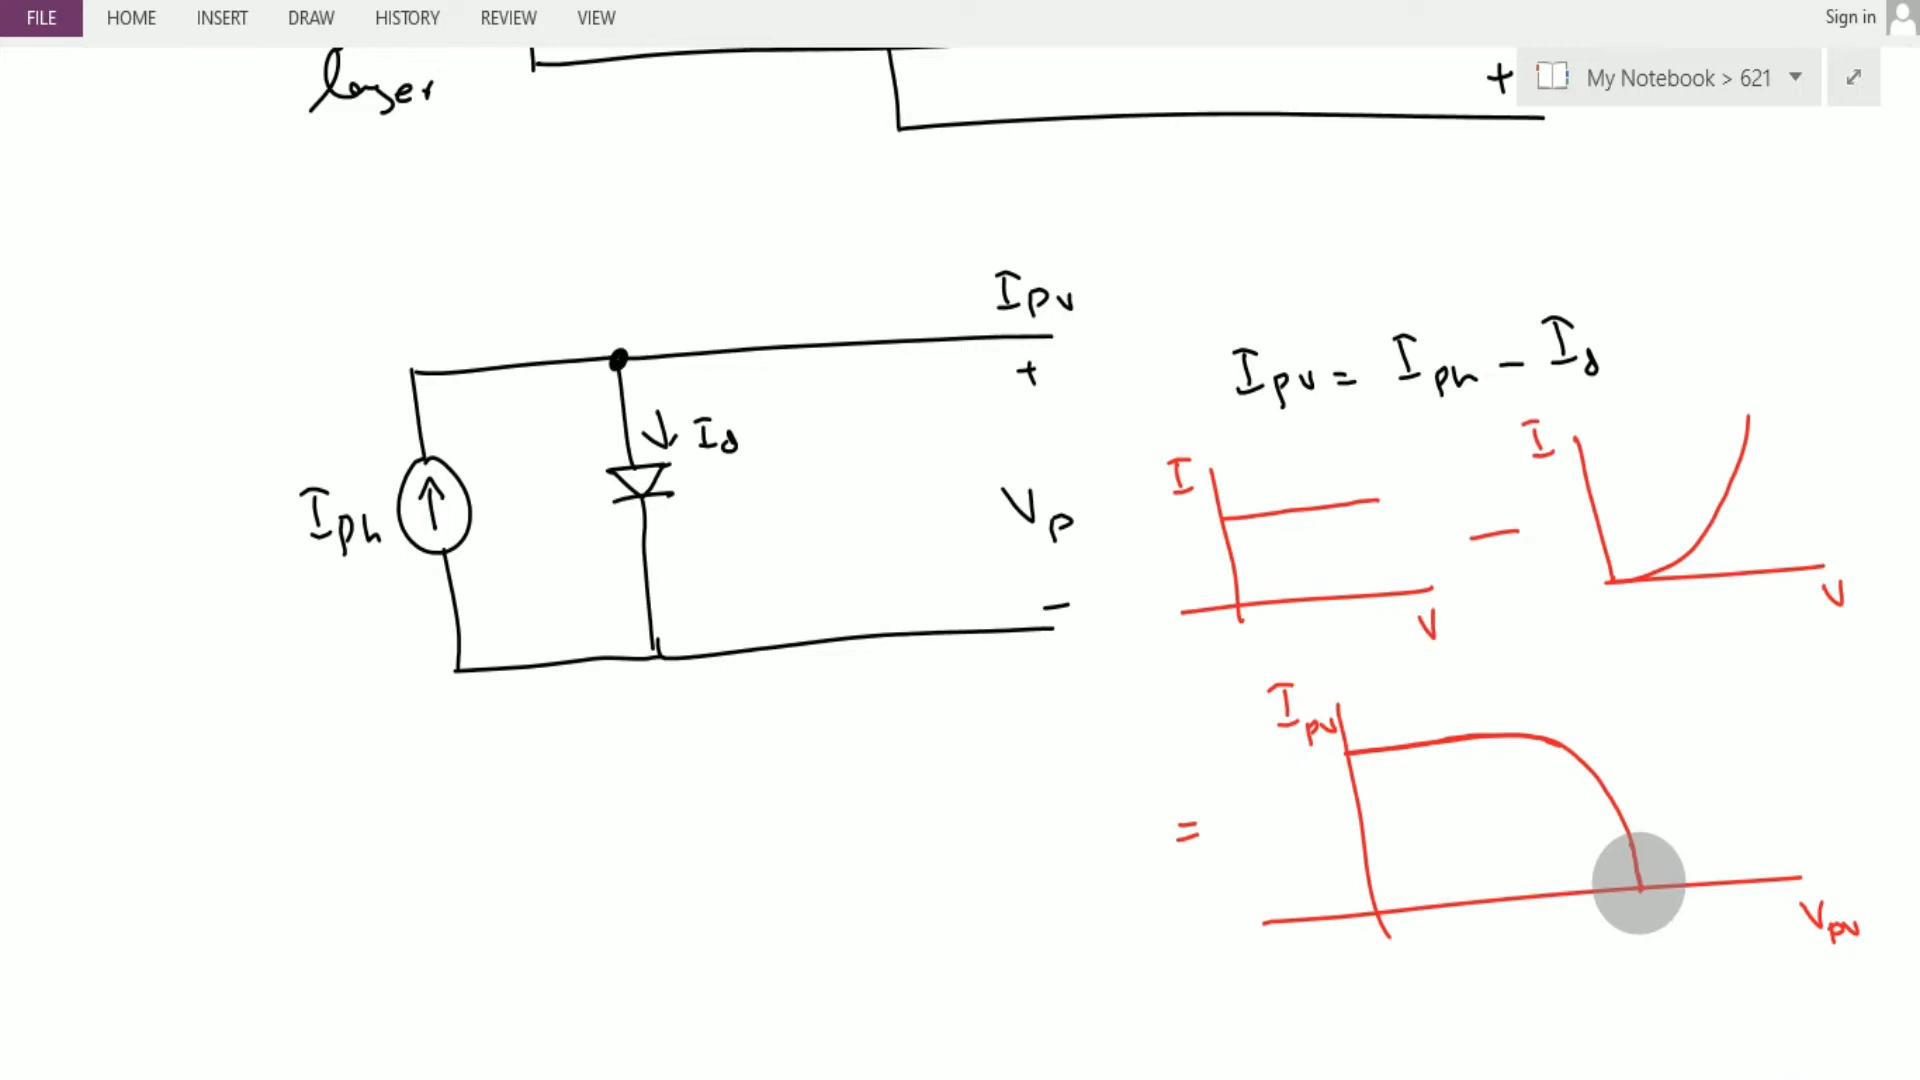 FILE HOME INSERT DRAW HISTORY REVIEW VIEW Sign in
My Notebook > 621
layer +
Ipv
+
Ipv = Iph - Id
Id
I
I
Iph
Vp
-
V
-
V
Ipv
=
Vpv